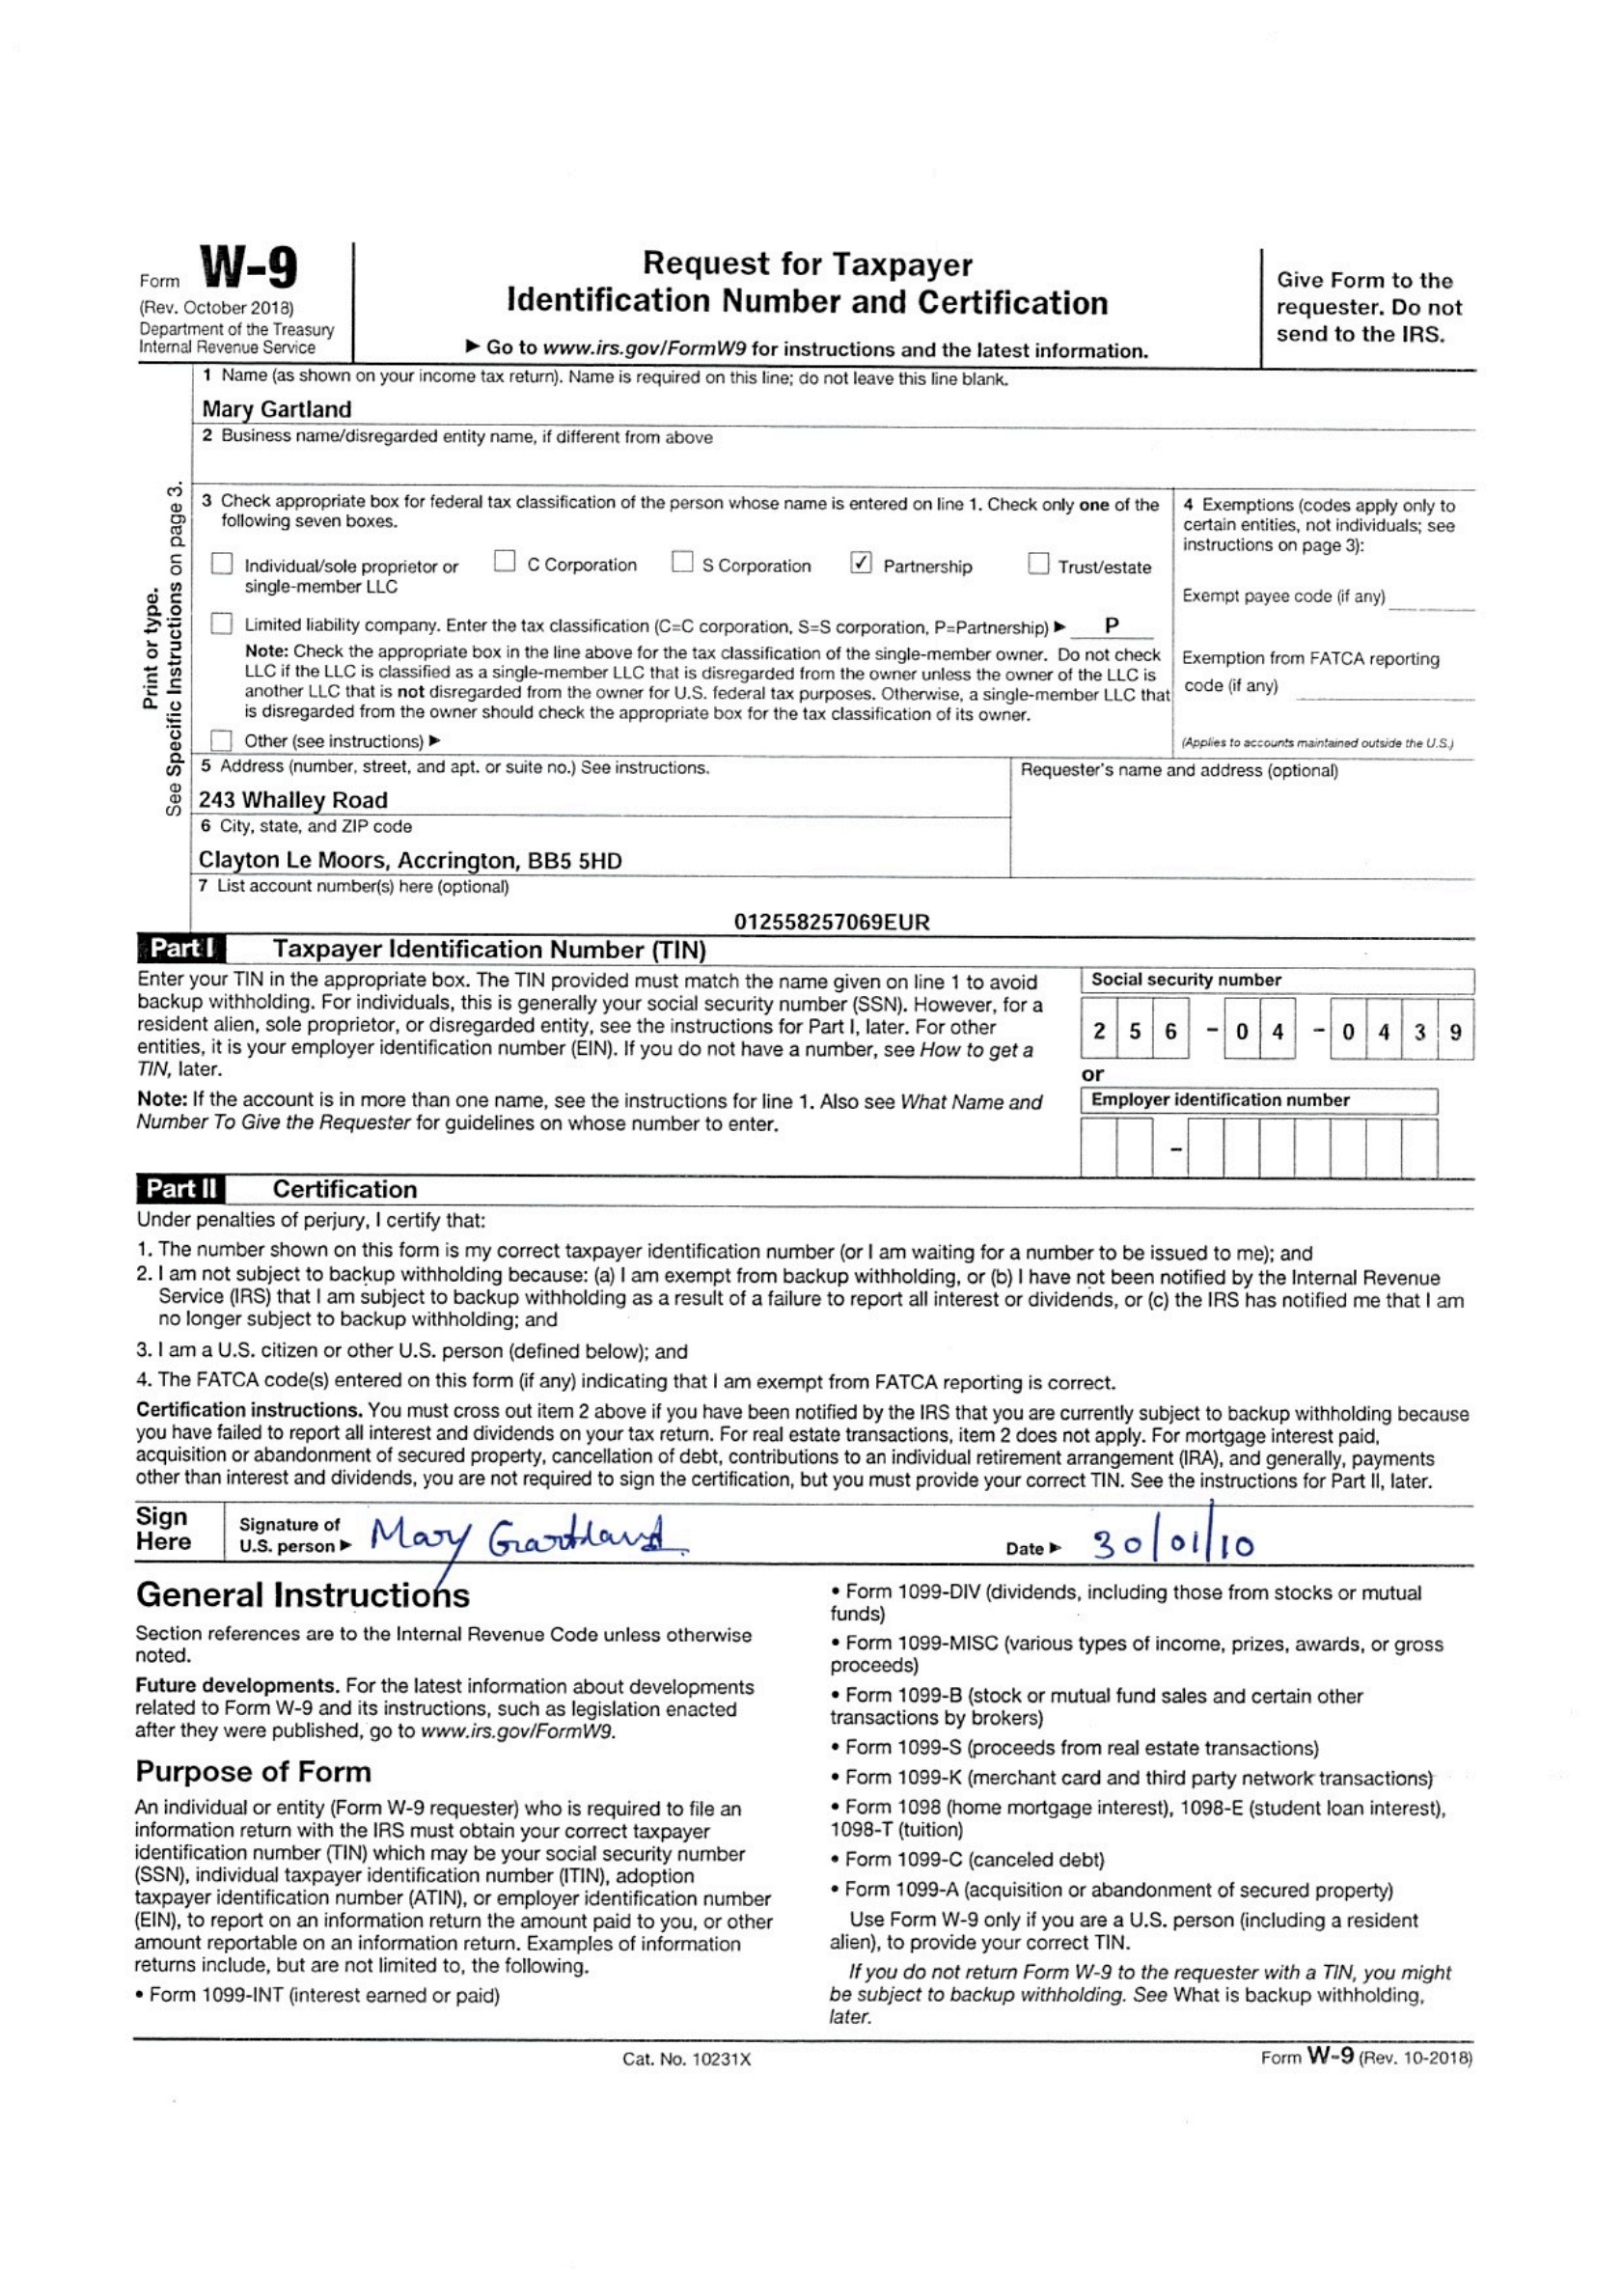 Form W-9
(Rev. October 2018)
Department of the Treasury
Internal Revenue Service
Request for Taxpayer
Identification Number and Certification
▶ Go to www.irs.gov/FormW9 for instructions and the latest information.
Give Form to the
requester. Do not
send to the IRS.
Print or type.
See Specific Instructions on page 3.
1 Name (as shown on your income tax return). Name is required on this line; do not leave this line blank.
Mary Gartland
2 Business name/disregarded entity name, if different from above
3 Check appropriate box for federal tax classification of the person whose name is entered on line 1. Check only one of the
following seven boxes.
☐ Individual/sole proprietor or ☐ C Corporation ☐ S Corporation ☑ Partnership ☐ Trust/estate
single-member LLC
☐ Limited liability company. Enter the tax classification (C=C corporation, S=S corporation, P=Partnership) ▶ P
Note: Check the appropriate box in the line above for the tax classification of the single-member owner. Do not check
LLC if the LLC is classified as a single-member LLC that is disregarded from the owner unless the owner of the LLC is
another LLC that is not disregarded from the owner for U.S. federal tax purposes. Otherwise, a single-member LLC that
is disregarded from the owner should check the appropriate box for the tax classification of its owner.
☐ Other (see instructions) ▶
4 Exemptions (codes apply only to
certain entities, not individuals; see
instructions on page 3):
Exempt payee code (if any)
Exemption from FATCA reporting
code (if any)
(Applies to accounts maintained outside the U.S.)
5 Address (number, street, and apt. or suite no.) See instructions.
243 Whalley Road
6 City, state, and ZIP code
Clayton Le Moors, Accrington, BB5 5HD
Requester's name and address (optional)
7 List account number(s) here (optional)
012558257069EUR
Part I Taxpayer Identification Number (TIN)
Enter your TIN in the appropriate box. The TIN provided must match the name given on line 1 to avoid
backup withholding. For individuals, this is generally your social security number (SSN). However, for a
resident alien, sole proprietor, or disregarded entity, see the instructions for Part I, later. For other
entities, it is your employer identification number (EIN). If you do not have a number, see How to get a
TIN, later.
Note: If the account is in more than one name, see the instructions for line 1. Also see What Name and
Number To Give the Requester for guidelines on whose number to enter.
Social security number
2 5 6 - 0 4 - 0 4 3 9
or
Employer identification number
-
Part II Certification
Under penalties of perjury, I certify that:
1. The number shown on this form is my correct taxpayer identification number (or I am waiting for a number to be issued to me); and
2. I am not subject to backup withholding because: (a) I am exempt from backup withholding, or (b) I have not been notified by the Internal Revenue
Service (IRS) that I am subject to backup withholding as a result of a failure to report all interest or dividends, or (c) the IRS has notified me that I am
no longer subject to backup withholding; and
3. I am a U.S. citizen or other U.S. person (defined below); and
4. The FATCA code(s) entered on this form (if any) indicating that I am exempt from FATCA reporting is correct.
Certification instructions. You must cross out item 2 above if you have been notified by the IRS that you are currently subject to backup withholding because
you have failed to report all interest and dividends on your tax return. For real estate transactions, item 2 does not apply. For mortgage interest paid,
acquisition or abandonment of secured property, cancellation of debt, contributions to an individual retirement arrangement (IRA), and generally, payments
other than interest and dividends, you are not required to sign the certification, but you must provide your correct TIN. See the instructions for Part II, later.
Sign
Here
Signature of
U.S. person ▶ Mary Gartland
Date ▶ 30/01/10
General Instructions
Section references are to the Internal Revenue Code unless otherwise
noted.
Future developments. For the latest information about developments
related to Form W-9 and its instructions, such as legislation enacted
after they were published, go to www.irs.gov/FormW9.
Purpose of Form
An individual or entity (Form W-9 requester) who is required to file an
information return with the IRS must obtain your correct taxpayer
identification number (TIN) which may be your social security number
(SSN), individual taxpayer identification number (ITIN), adoption
taxpayer identification number (ATIN), or employer identification number
(EIN), to report on an information return the amount paid to you, or other
amount reportable on an information return. Examples of information
returns include, but are not limited to, the following.
• Form 1099-INT (interest earned or paid)
• Form 1099-DIV (dividends, including those from stocks or mutual
funds)
• Form 1099-MISC (various types of income, prizes, awards, or gross
proceeds)
• Form 1099-B (stock or mutual fund sales and certain other
transactions by brokers)
• Form 1099-S (proceeds from real estate transactions)
• Form 1099-K (merchant card and third party network transactions)
• Form 1098 (home mortgage interest), 1098-E (student loan interest),
1098-T (tuition)
• Form 1099-C (canceled debt)
• Form 1099-A (acquisition or abandonment of secured property)
Use Form W-9 only if you are a U.S. person (including a resident
alien), to provide your correct TIN.
If you do not return Form W-9 to the requester with a TIN, you might
be subject to backup withholding. See What is backup withholding,
later.
Cat. No. 10231X
Form W-9 (Rev. 10-2018)